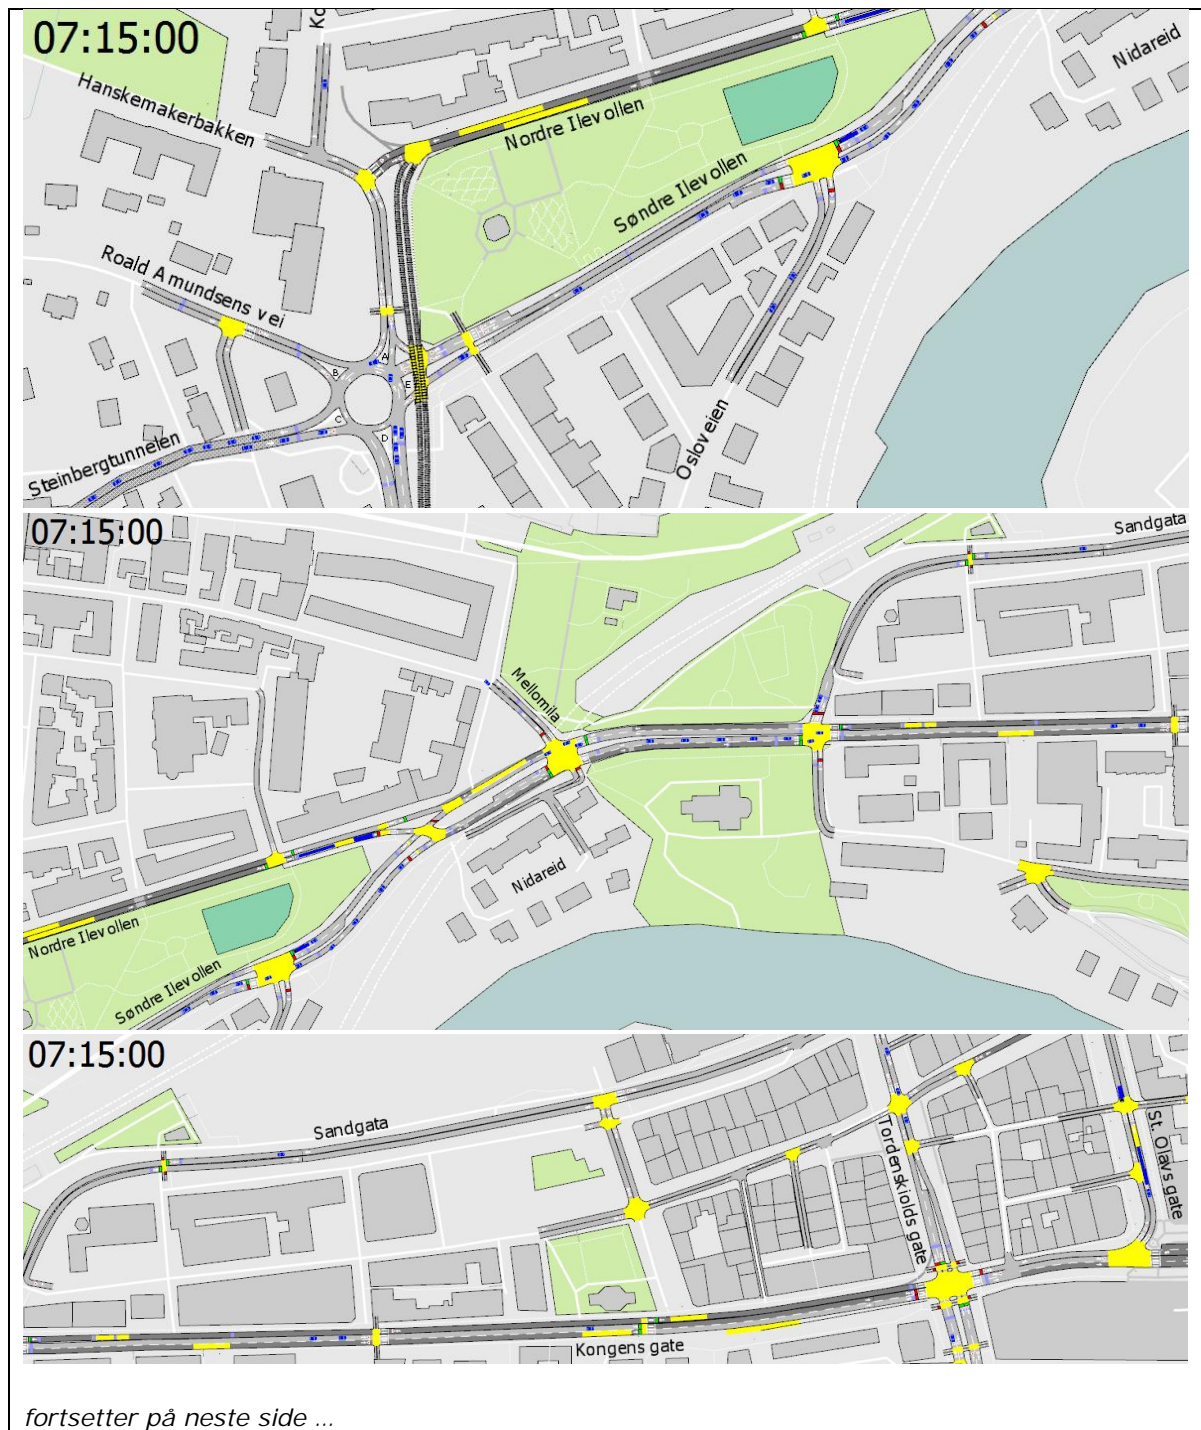 07:15:00
Ko
Nidareid
Hanskemakerbakken
Nordre Ilevollen
Søndre Ilevollen
Roald Amundsens vei
A
B
E
C
D
Osloveien
Steinbergtunnelen
07:15:00
Sandgata
Mellomila
Nidareid
Nordre Ilevollen
Søndre Ilevollen
07:15:00
Sandgata
Tordenskiolds gate
St. Olavs gate
Kongens gate
fortsetter på neste side ...